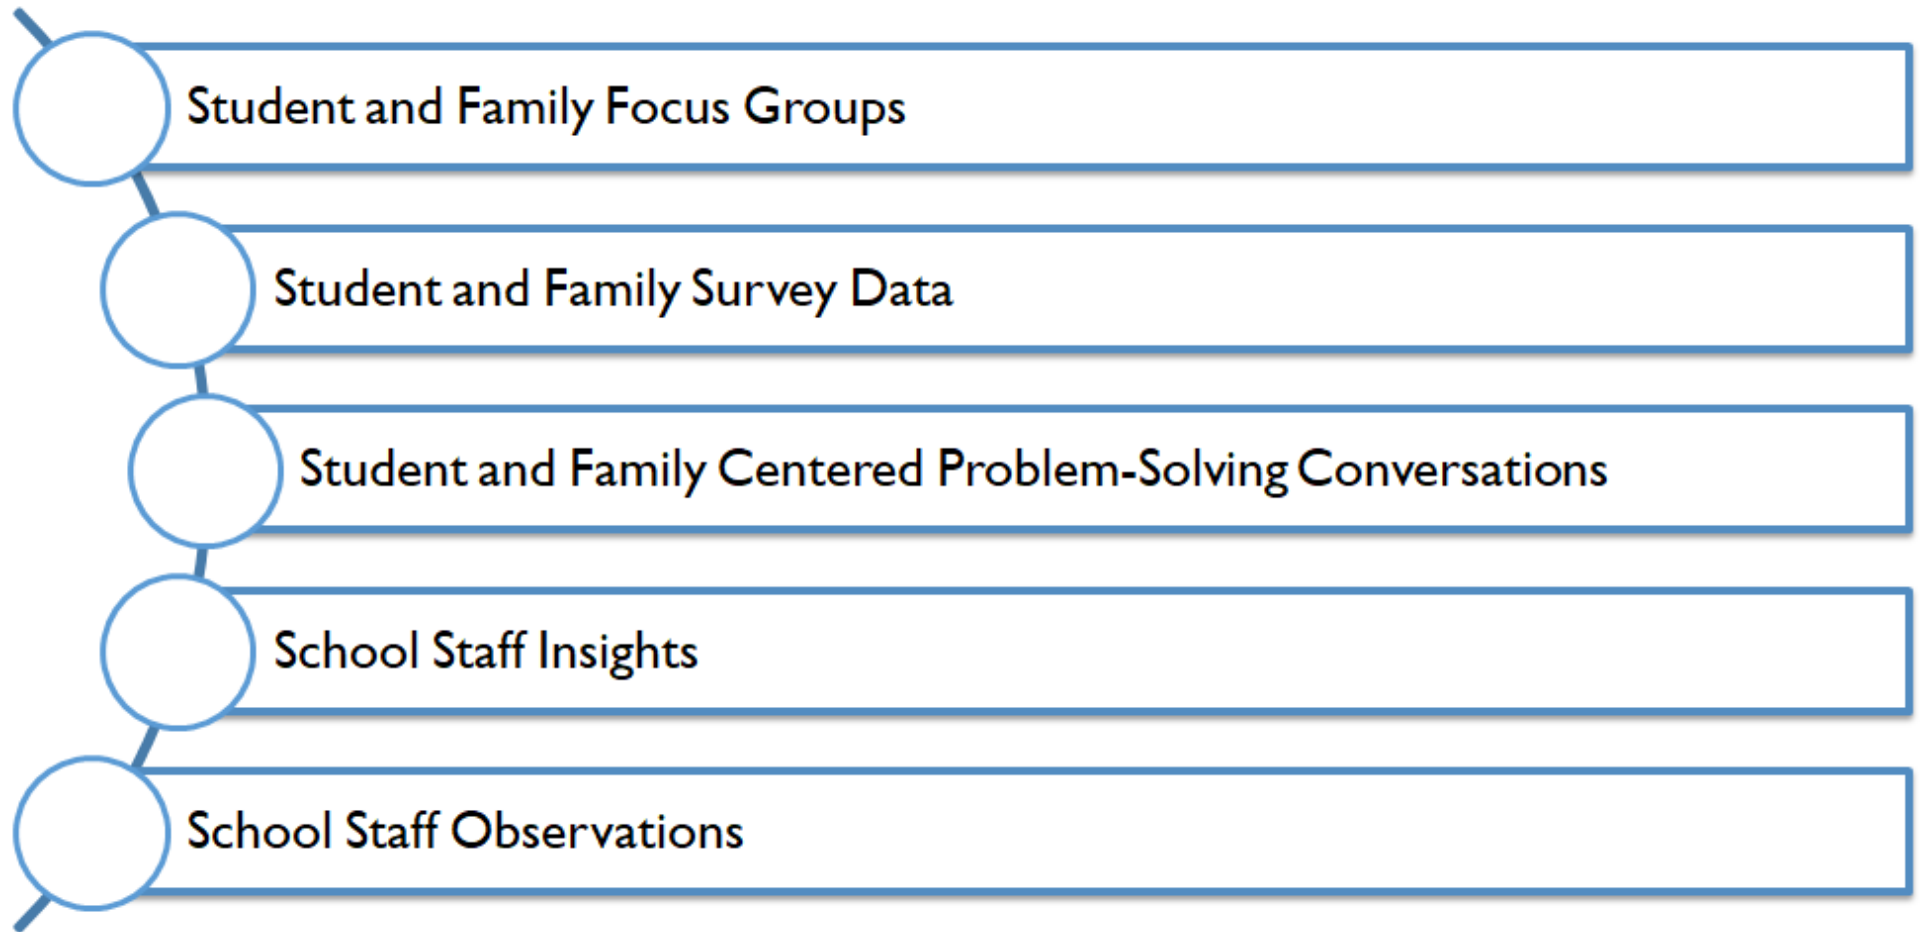 Student and Family Focus Groups
Student and Family Survey Data
Student and Family Centered Problem-Solving Conversations
School Staff Insights
School Staff Observations